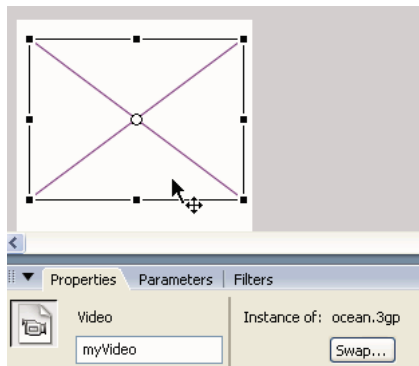 Properties Parameters Filters
Video Instance of: ocean.3gp
myVideo Swap...